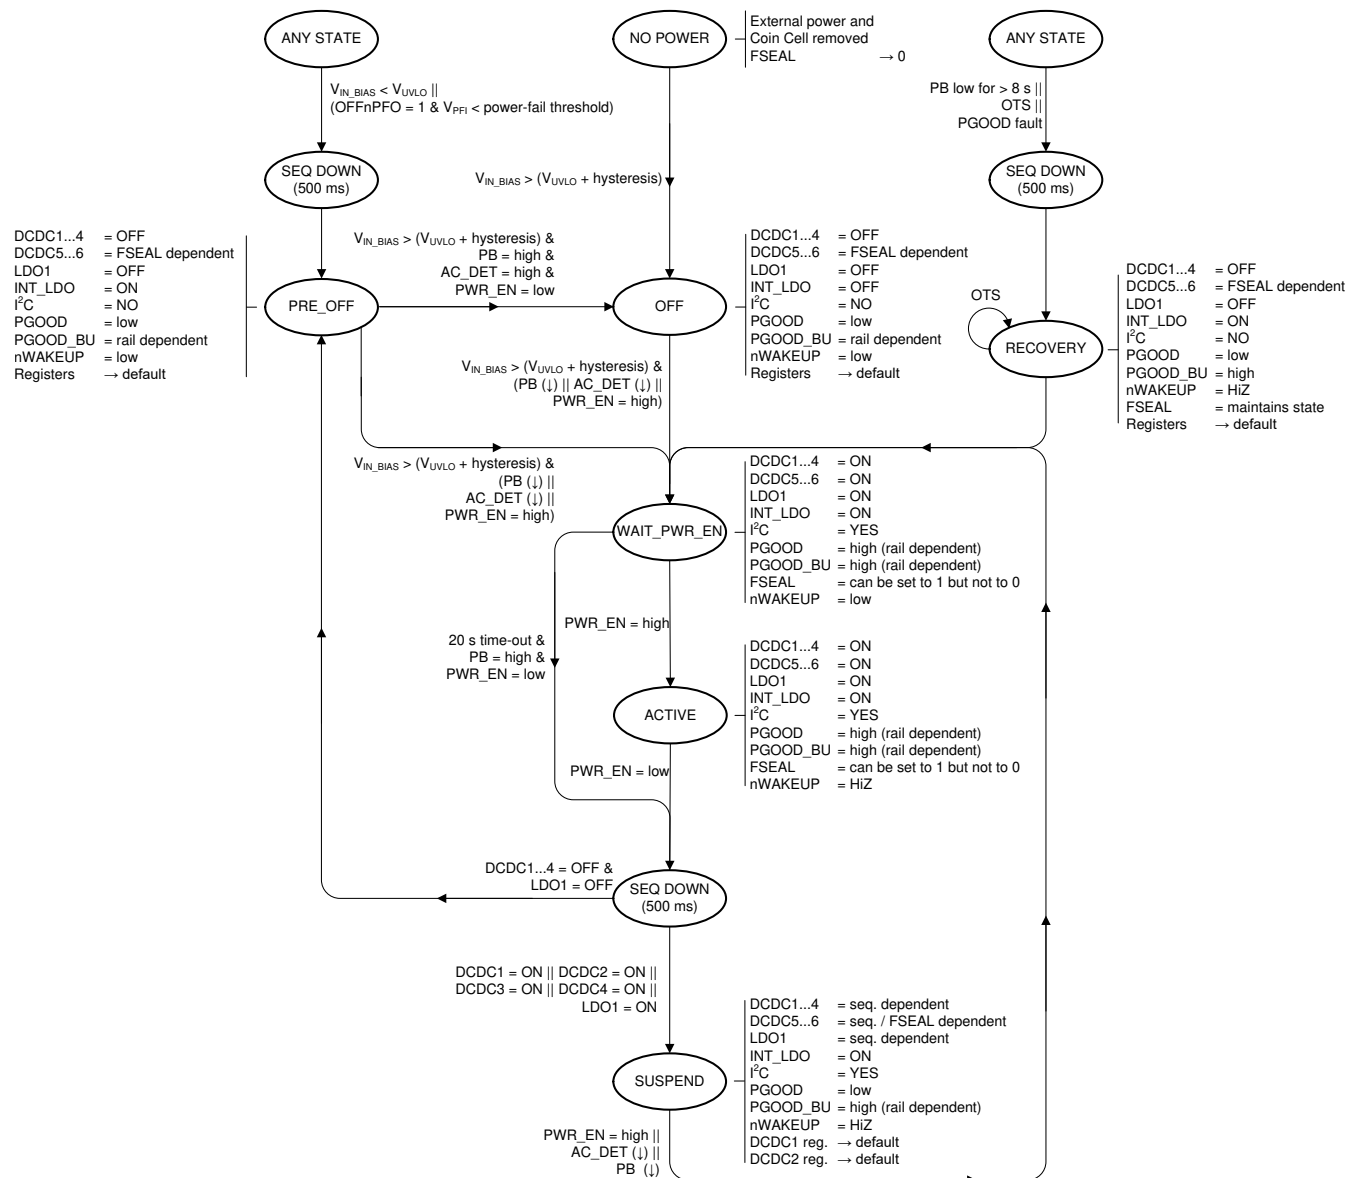 ANY STATE
NO POWER
External power and
Coin Cell removed
FSEAL → 0
ANY STATE
V_IN_BIAS < V_UVLO ||
(OFFnPFO = 1 & V_PFI < power-fail threshold)
PB low for > 8 s ||
OTS ||
PGOOD fault
SEQ DOWN
(500 ms)
V_IN_BIAS > (V_UVLO + hysteresis)
SEQ DOWN
(500 ms)
DCDC1...4 = OFF
DCDC5...6 = FSEAL dependent
LDO1 = OFF
INT_LDO = ON
I²C = NO
PGOOD = low
PGOOD_BU = rail dependent
nWAKEUP = low
Registers → default
PRE_OFF
V_IN_BIAS > (V_UVLO + hysteresis) &
PB = high &
AC_DET = high &
PWR_EN = low
OFF
DCDC1...4 = OFF
DCDC5...6 = FSEAL dependent
LDO1 = OFF
INT_LDO = OFF
I²C = NO
PGOOD = low
PGOOD_BU = rail dependent
nWAKEUP = low
Registers → default
OTS
RECOVERY
DCDC1...4 = OFF
DCDC5...6 = FSEAL dependent
LDO1 = OFF
INT_LDO = ON
I²C = NO
PGOOD = low
PGOOD_BU = high
nWAKEUP = HiZ
FSEAL = maintains state
Registers → default
V_IN_BIAS > (V_UVLO + hysteresis) &
(PB (↓) || AC_DET (↓) ||
PWR_EN = high)
V_IN_BIAS > (V_UVLO + hysteresis) &
(PB (↓) ||
AC_DET (↓) ||
PWR_EN = high)
WAIT_PWR_EN
DCDC1...4 = ON
DCDC5...6 = ON
LDO1 = ON
INT_LDO = ON
I²C = YES
PGOOD = high (rail dependent)
PGOOD_BU = high (rail dependent)
FSEAL = can be set to 1 but not to 0
nWAKEUP = low
PWR_EN = high
20 s time-out &
PB = high &
PWR_EN = low
ACTIVE
DCDC1...4 = ON
DCDC5...6 = ON
LDO1 = ON
INT_LDO = ON
I²C = YES
PGOOD = high (rail dependent)
PGOOD_BU = high (rail dependent)
FSEAL = can be set to 1 but not to 0
nWAKEUP = HiZ
PWR_EN = low
DCDC1...4 = OFF &
LDO1 = OFF
SEQ DOWN
(500 ms)
DCDC1 = ON || DCDC2 = ON ||
DCDC3 = ON || DCDC4 = ON ||
LDO1 = ON
SUSPEND
DCDC1...4 = seq. dependent
DCDC5...6 = seq. / FSEAL dependent
LDO1 = seq. dependent
INT_LDO = ON
I²C = YES
PGOOD = low
PGOOD_BU = high (rail dependent)
nWAKEUP = HiZ
DCDC1 reg. → default
DCDC2 reg. → default
PWR_EN = high ||
AC_DET (↓) ||
PB (↓)